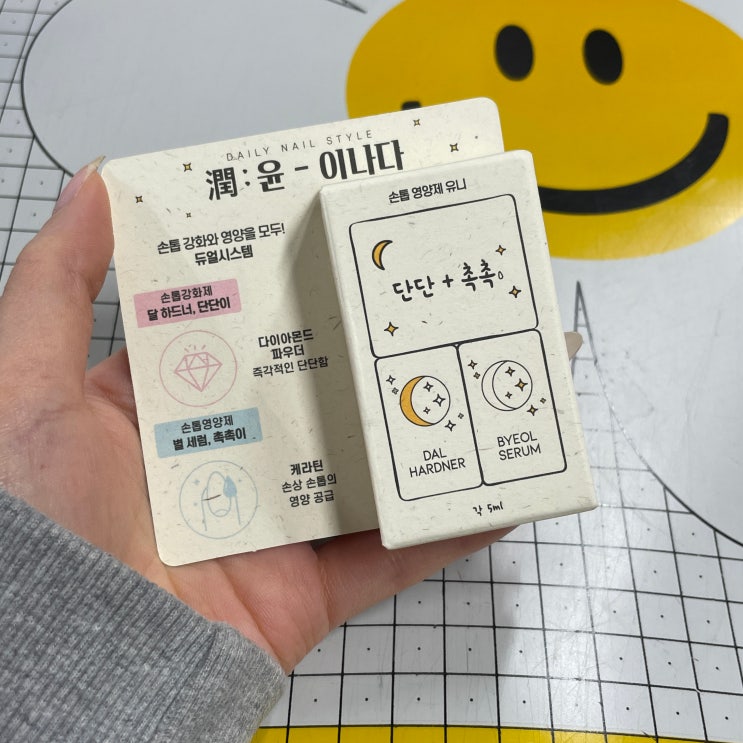 DAILY NAIL STYLE
潤:윤 - 이나다
손톱 강화와 영양을 모두!
듀얼시스템
손톱강화제
달 하드너, 단단이
다이아몬드
파우더
즉각적인 단단함
손톱영양제
별 세럼, 촉촉이
케라틴
손상 손톱의
영양 공급
손톱 영양제 유니
단단 + 촉촉
DAL
HARDNER
BYEOL
SERUM
각 5ml